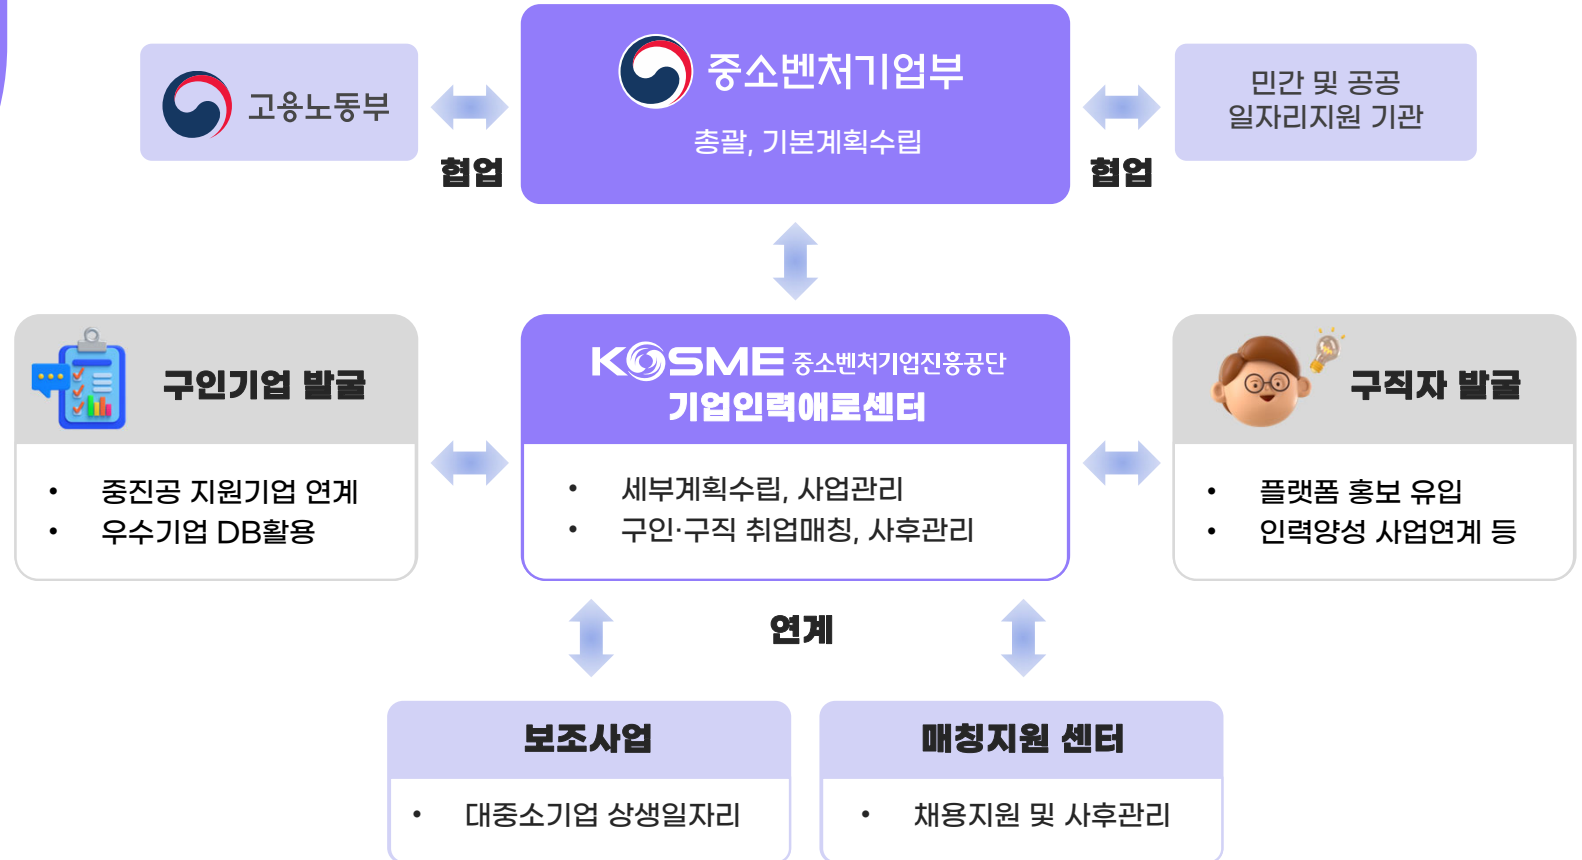 고용노동부
협업
중소벤처기업부
총괄, 기본계획수립
협업
민간 및 공공
일자리지원 기관
구인기업 발굴
• 중진공 지원기업 연계
• 우수기업 DB활용
KOSME 중소벤처기업진흥공단
기업인력애로센터
• 세부계획수립, 사업관리
• 구인·구직 취업매칭, 사후관리
구직자 발굴
• 플랫폼 홍보 유입
• 인력양성 사업연계 등
연계
보조사업
• 대중소기업 상생일자리
매칭지원 센터
• 채용지원 및 사후관리